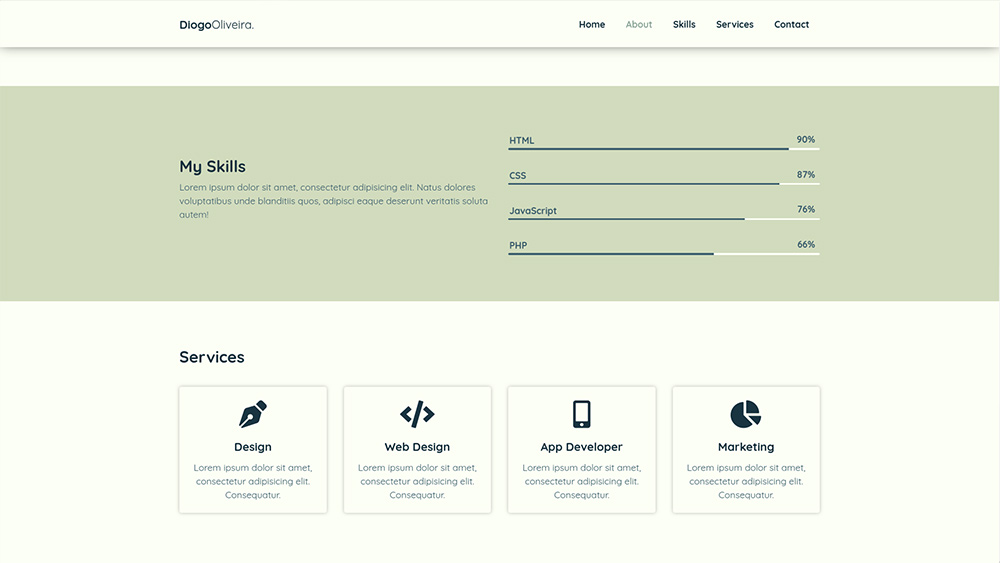 DiogoOliveira.
Home About Skills Services Contact
My Skills
Lorem ipsum dolor sit amet, consectetur adipisicing elit. Natus dolores
voluptatibus unde blanditiis quos, adipisci eaque deserunt veritatis soluta
autem!
HTML 90%
CSS 87%
JavaScript 76%
PHP 66%
Services
Design
Lorem ipsum dolor sit amet,
consectetur adipisicing elit.
Consequatur.
Web Design
Lorem ipsum dolor sit amet,
consectetur adipisicing elit.
Consequatur.
App Developer
Lorem ipsum dolor sit amet,
consectetur adipisicing elit.
Consequatur.
Marketing
Lorem ipsum dolor sit amet,
consectetur adipisicing elit.
Consequatur.